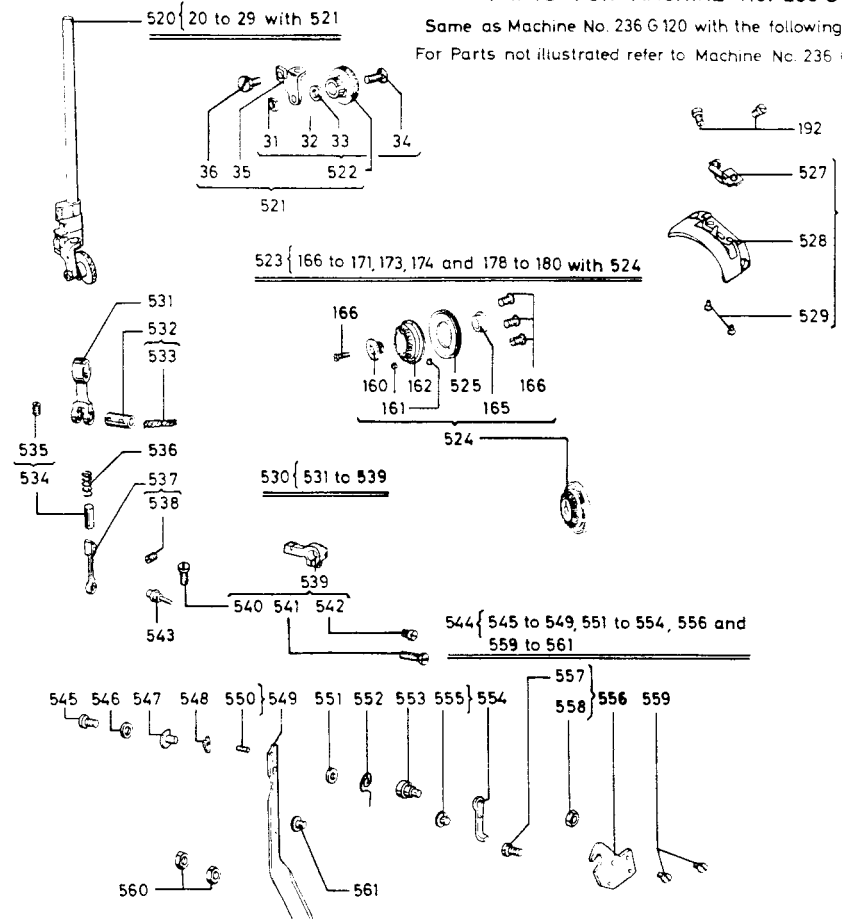 520 { 20 to 29 with 521
Same as Machine No. 236 G 120 with the following
For Parts not illustrated refer to Machine Nc. 236
31 32 33 34
36 35 522
521
192
527
528
529
523 { 166 to 171, 173, 174 and 178 to 180 with 524
531
532
533
166
160 162 525 166
161 165
524
535
534
536
537
538
530 { 531 to 539
539
540 541 542
543
544 { 545 to 549, 551 to 554, 556 and
559 to 561
557
558 } 556 559
545 546 547 548 550 } 549 551 552 553 555 } 554
560 561